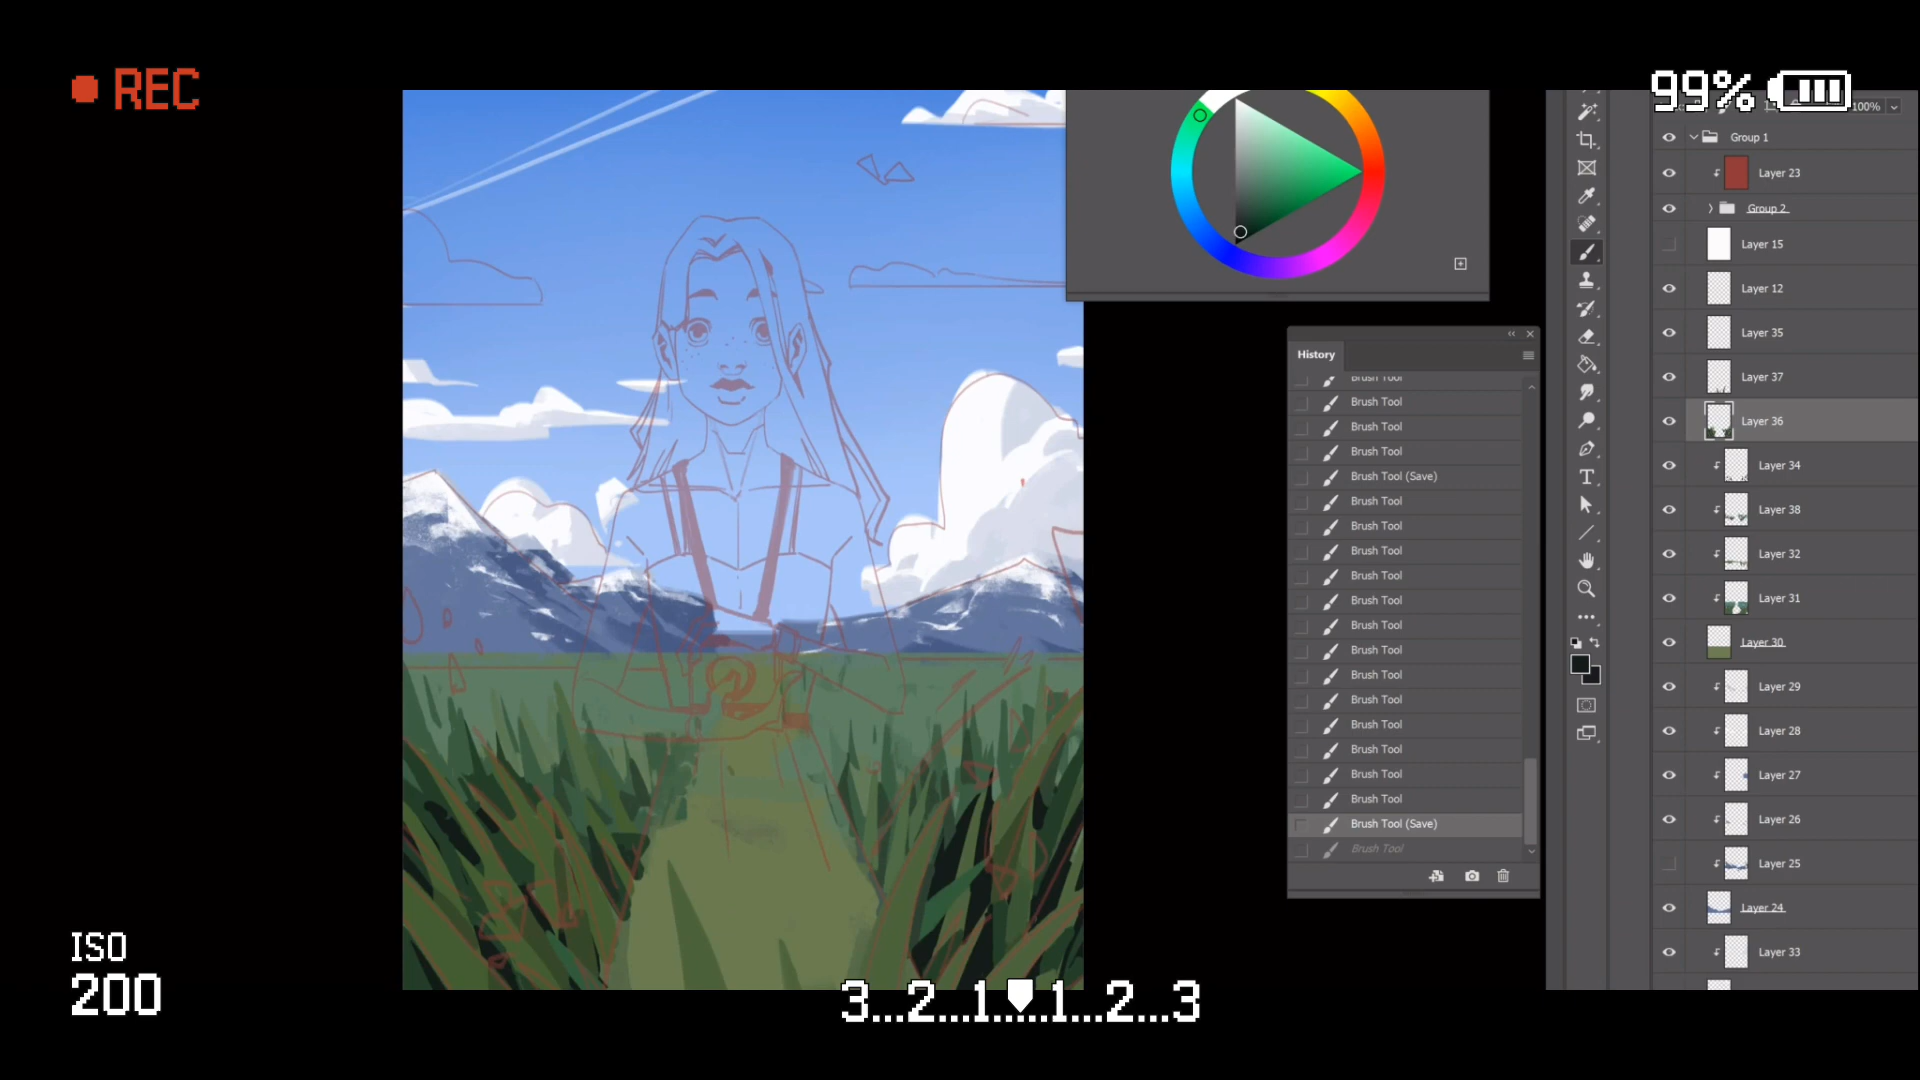 REC
99%
100%
Group 1
Layer 23
Group 2
Layer 15
Layer 12
Layer 35
Layer 37
Layer 36
Layer 34
Layer 38
Layer 32
Layer 31
Layer 30
Layer 29
Layer 28
Layer 27
Layer 26
Layer 25
Layer 24
Layer 33
History
Brush Tool
Brush Tool
Brush Tool
Brush Tool
Brush Tool (Save)
Brush Tool
Brush Tool
Brush Tool
Brush Tool
Brush Tool
Brush Tool
Brush Tool
Brush Tool
Brush Tool
Brush Tool
Brush Tool
Brush Tool
Brush Tool
Brush Tool (Save)
Brush Tool
ISO
200
3...2...1...1...2...3